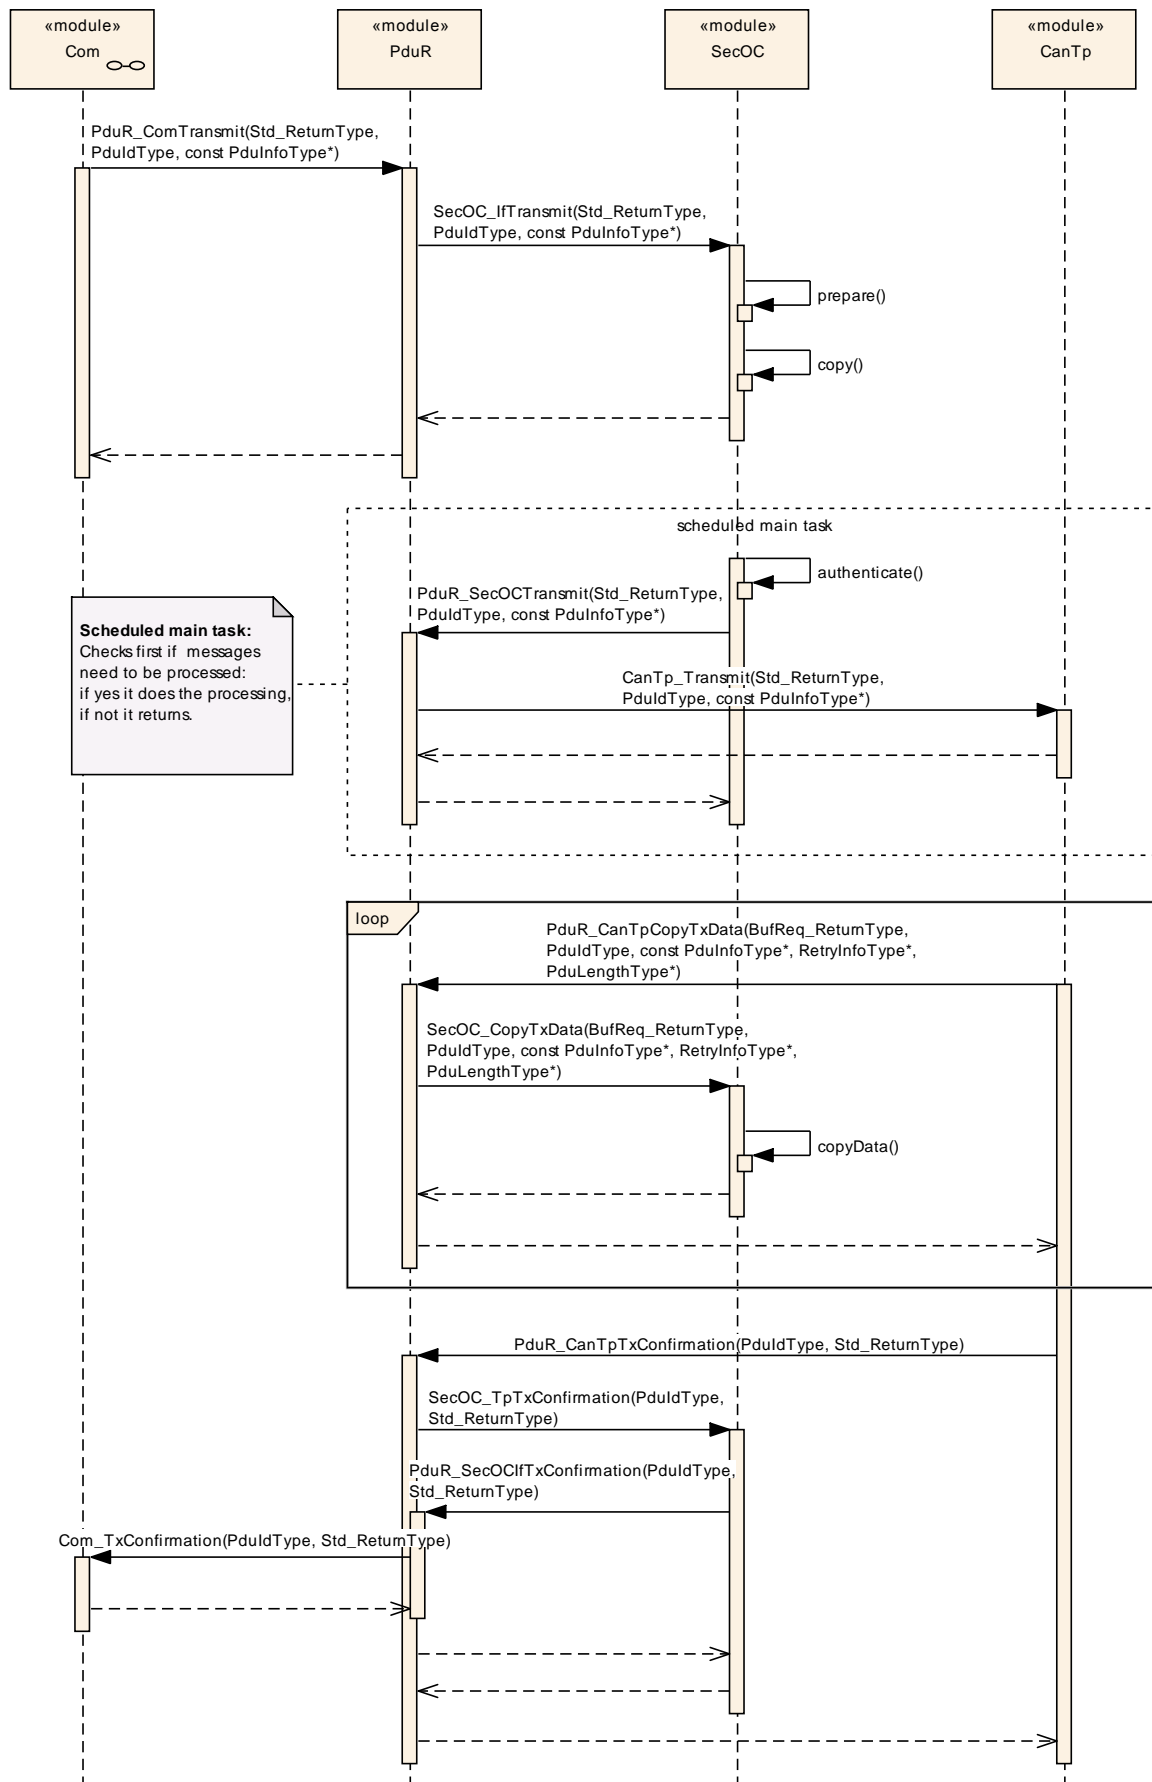 «module»
Com
«module»
PduR
«module»
SecOC
«module»
CanTp
PduR_ComTransmit(Std_ReturnType,
PduIdType, const PduInfoType*)
SecOC_IfTransmit(Std_ReturnType,
PduIdType, const PduInfoType*)
prepare()
copy()
scheduled main task
authenticate()
PduR_SecOCTransmit(Std_ReturnType,
PduIdType, const PduInfoType*)
Scheduled main task:
Checks first if messages
need to be processed:
if yes it does the processing,
if not it returns.
CanTp_Transmit(Std_ReturnType,
PduIdType, const PduInfoType*)
loop
PduR_CanTpCopyTxData(BufReq_ReturnType,
PduIdType, const PduInfoType*, RetryInfoType*,
PduLengthType*)
SecOC_CopyTxData(BufReq_ReturnType,
PduIdType, const PduInfoType*, RetryInfoType*,
PduLengthType*)
copyData()
PduR_CanTpTxConfirmation(PduIdType, Std_ReturnType)
SecOC_TpTxConfirmation(PduIdType,
Std_ReturnType)
PduR_SecOCIfTxConfirmation(PduIdType,
Std_ReturnType)
Com_TxConfirmation(PduIdType, Std_ReturnType)